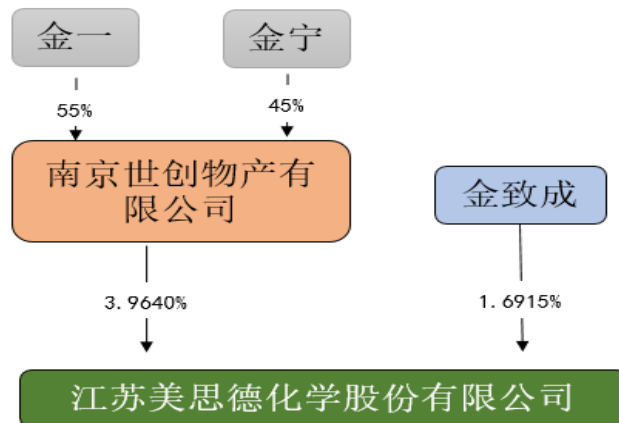 金一
金宁
55%
45%
南京世创物产有
限公司
金致成
3.9640%
1.6915%
江苏美思德化学股份有限公司